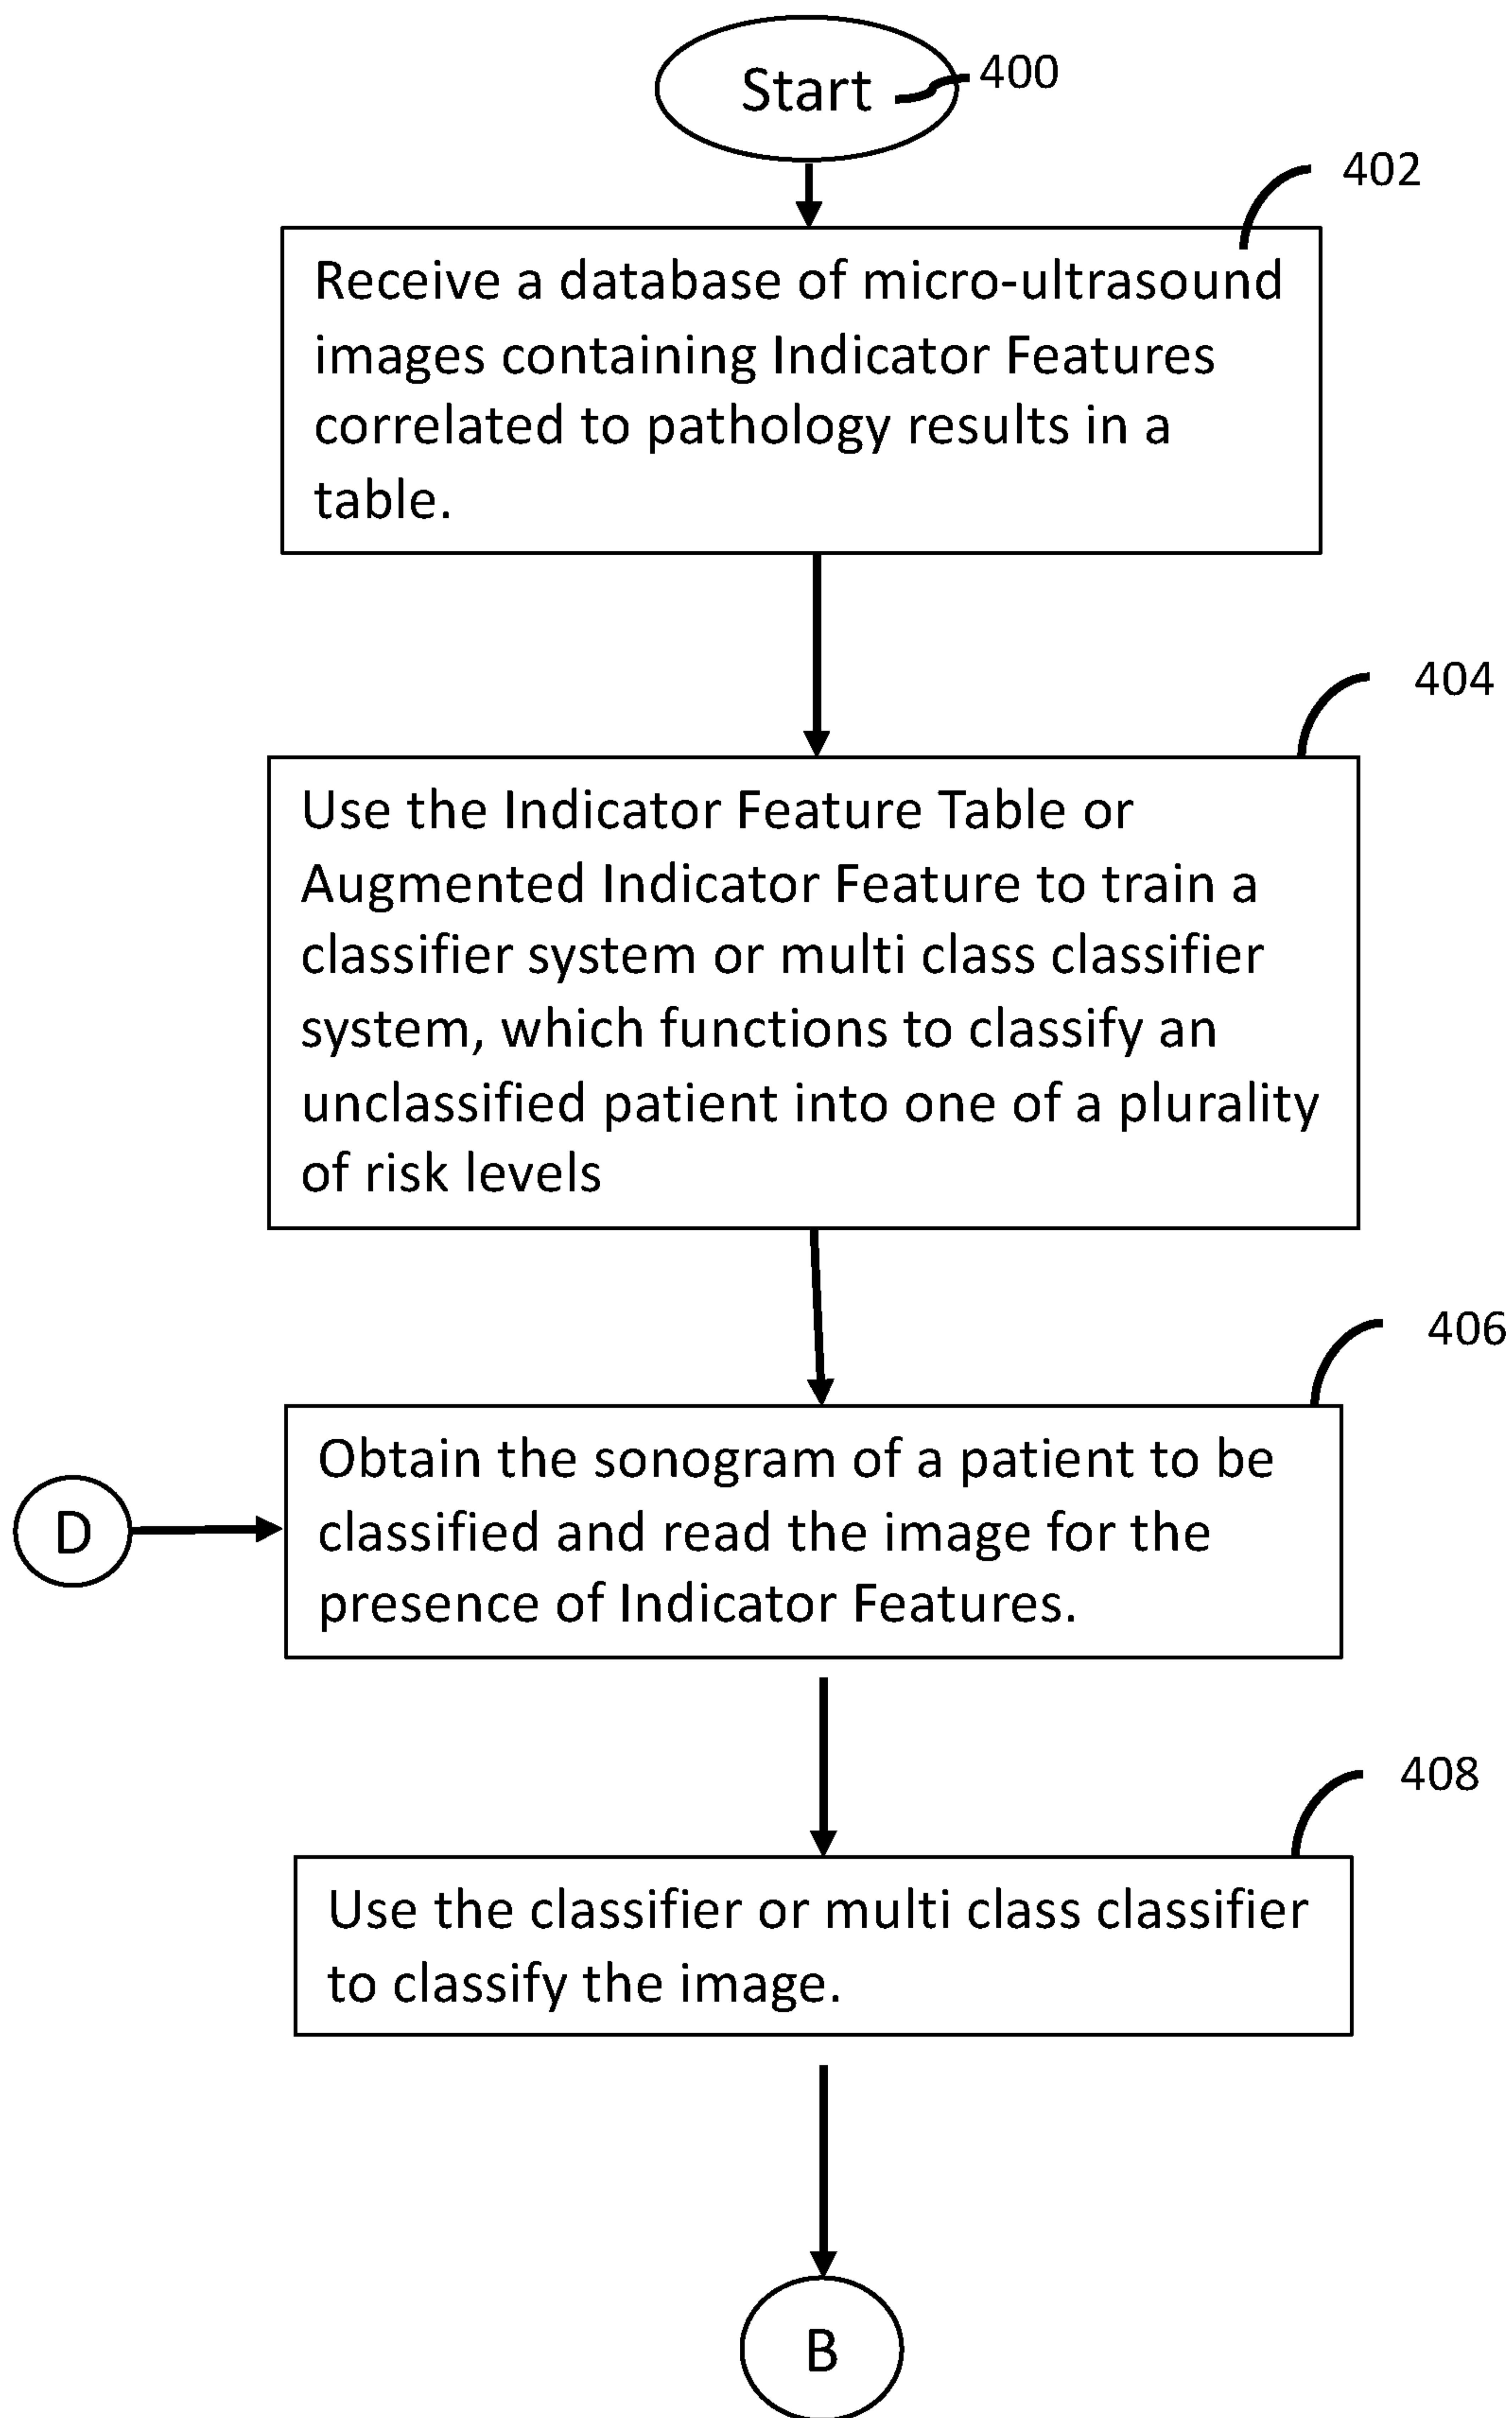 Start
400
402
Receive a database of micro-ultrasound
images containing Indicator Features
correlated to pathology results in a
table.
404
Use the Indicator Feature Table or
Augmented Indicator Feature to train a
classifier system or multi class classifier
system, which functions to classify an
unclassified patient into one of a plurality
of risk levels
406
Obtain the sonogram of a patient to be
classified and read the image for the
presence of Indicator Features.
D
408
Use the classifier or multi class classifier
to classify the image.
B